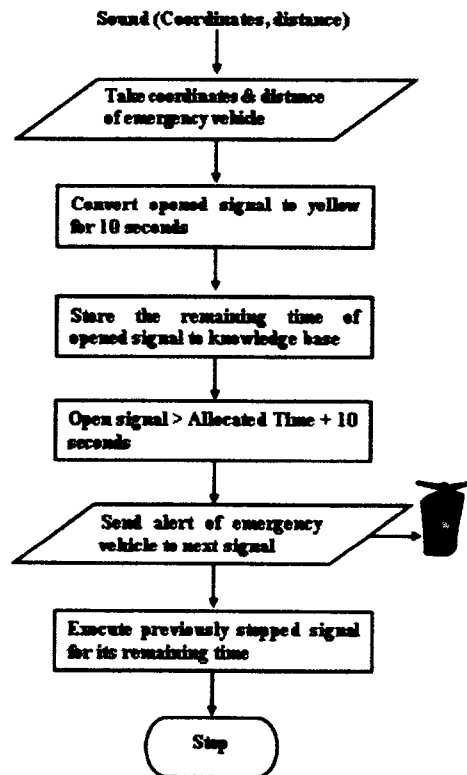 Sound (Coordinates, distance)
Take coordinates & distance
of emergency vehicle
Convert opened signal to yellow
for 10 seconds
Store the remaining time of
opened signal to knowledge base
Open signal > Allocated Time + 10
seconds
Send alert of emergency
vehicle to next signal
Execute previously stopped signal
for its remaining time
Stop